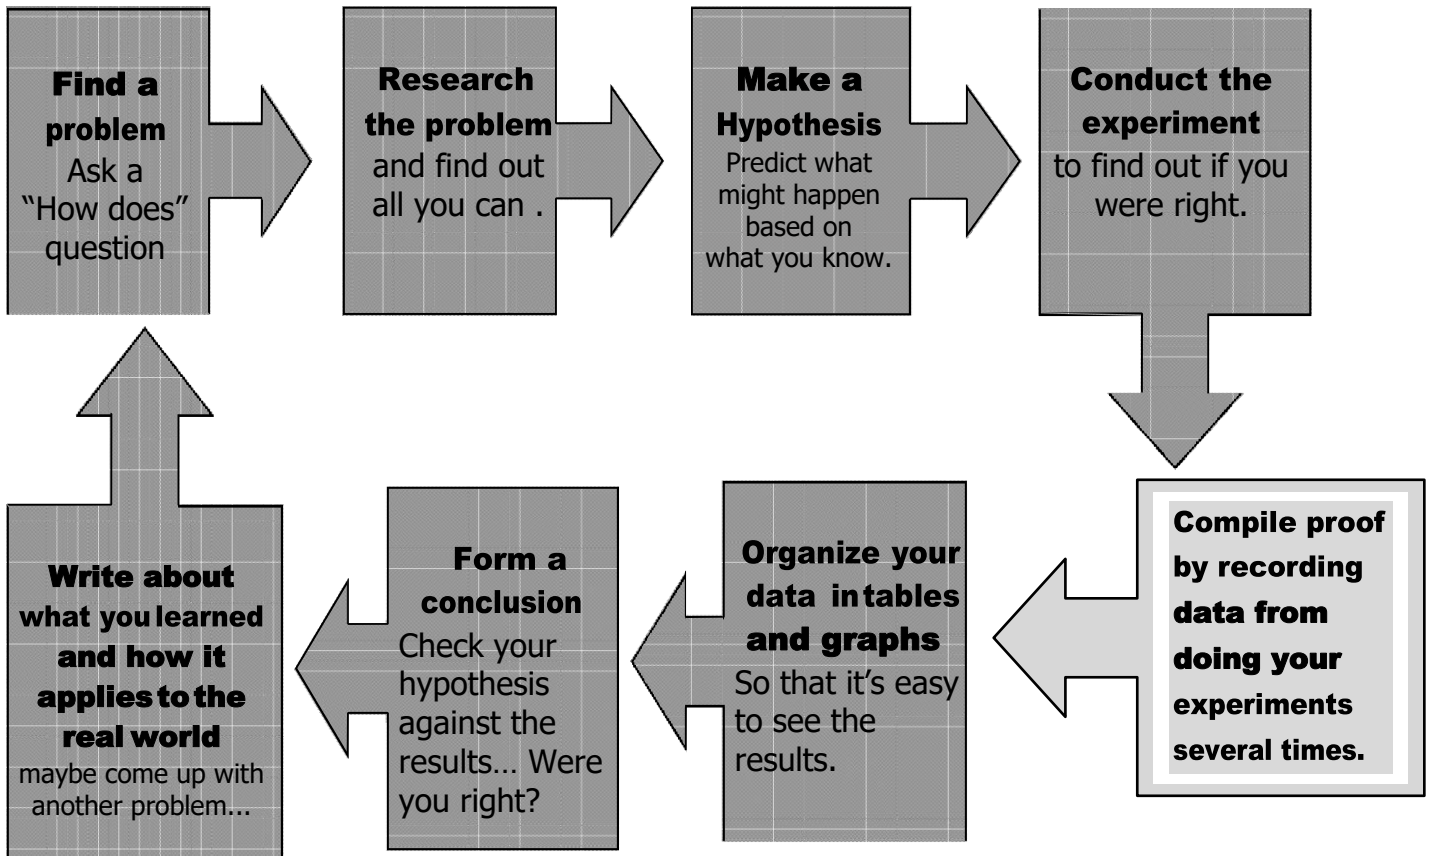 Find a
problem
Ask a
“How does”
question
Research
the problem
and find out
all you can .
Make a
Hypothesis
Predict what
might happen
based on
what you know.
Conduct the
experiment
to find out if you
were right.
Compile proof
by recording
data from
doing your
experiments
several times.
Organize your
data in tables
and graphs
So that it’s easy
to see the
results.
Form a
conclusion
Check your
hypothesis
against the
results... Were
you right?
Write about
what you learned
and how it
applies to the
real world
maybe come up with
another problem...